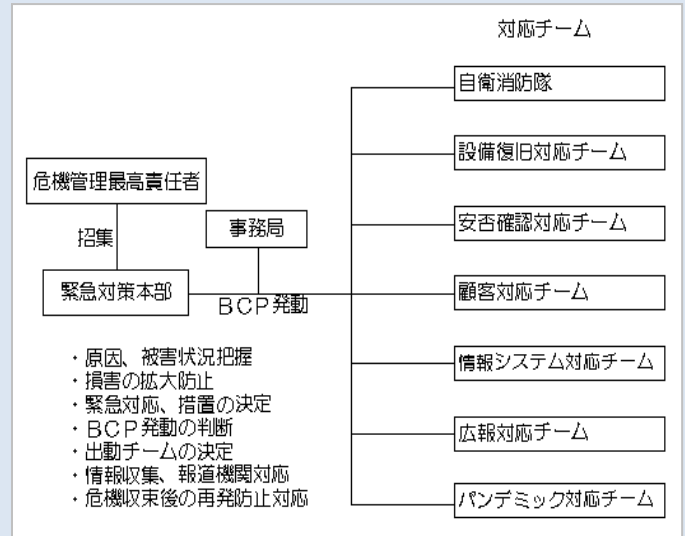 対応チーム
自衛消防隊
設備復旧対応チーム
危機管理最高責任者
招集
事務局
安否確認対応チーム
緊急対策本部
BCP発動
顧客対応チーム
・原因、被害状況把握
・損害の拡大防止
・緊急対応、措置の決定
・BCP発動の判断
・出動チームの決定
・情報収集、報道機関対応
・危機収束後の再発防止対応
情報システム対応チーム
広報対応チーム
パンデミック対応チーム